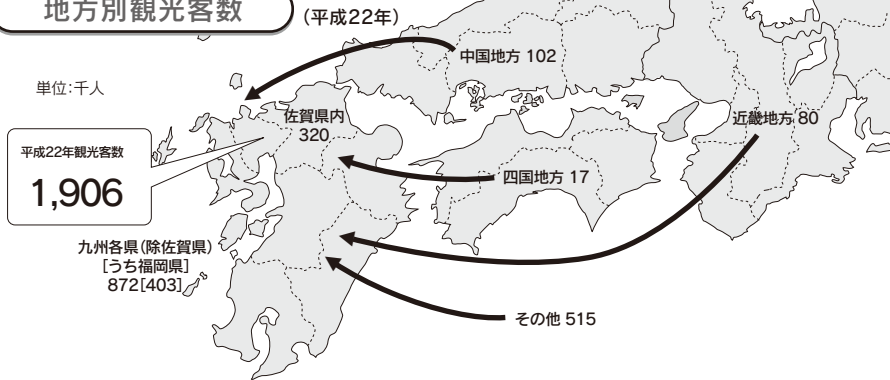 地方別観光客数
(平成22年)
単位:千人
中国地方 102
佐賀県内
320
近畿地方 80
平成22年観光客数
1,906
四国地方 17
九州各県(除佐賀県)
[うち福岡県]
872[403]
その他 515